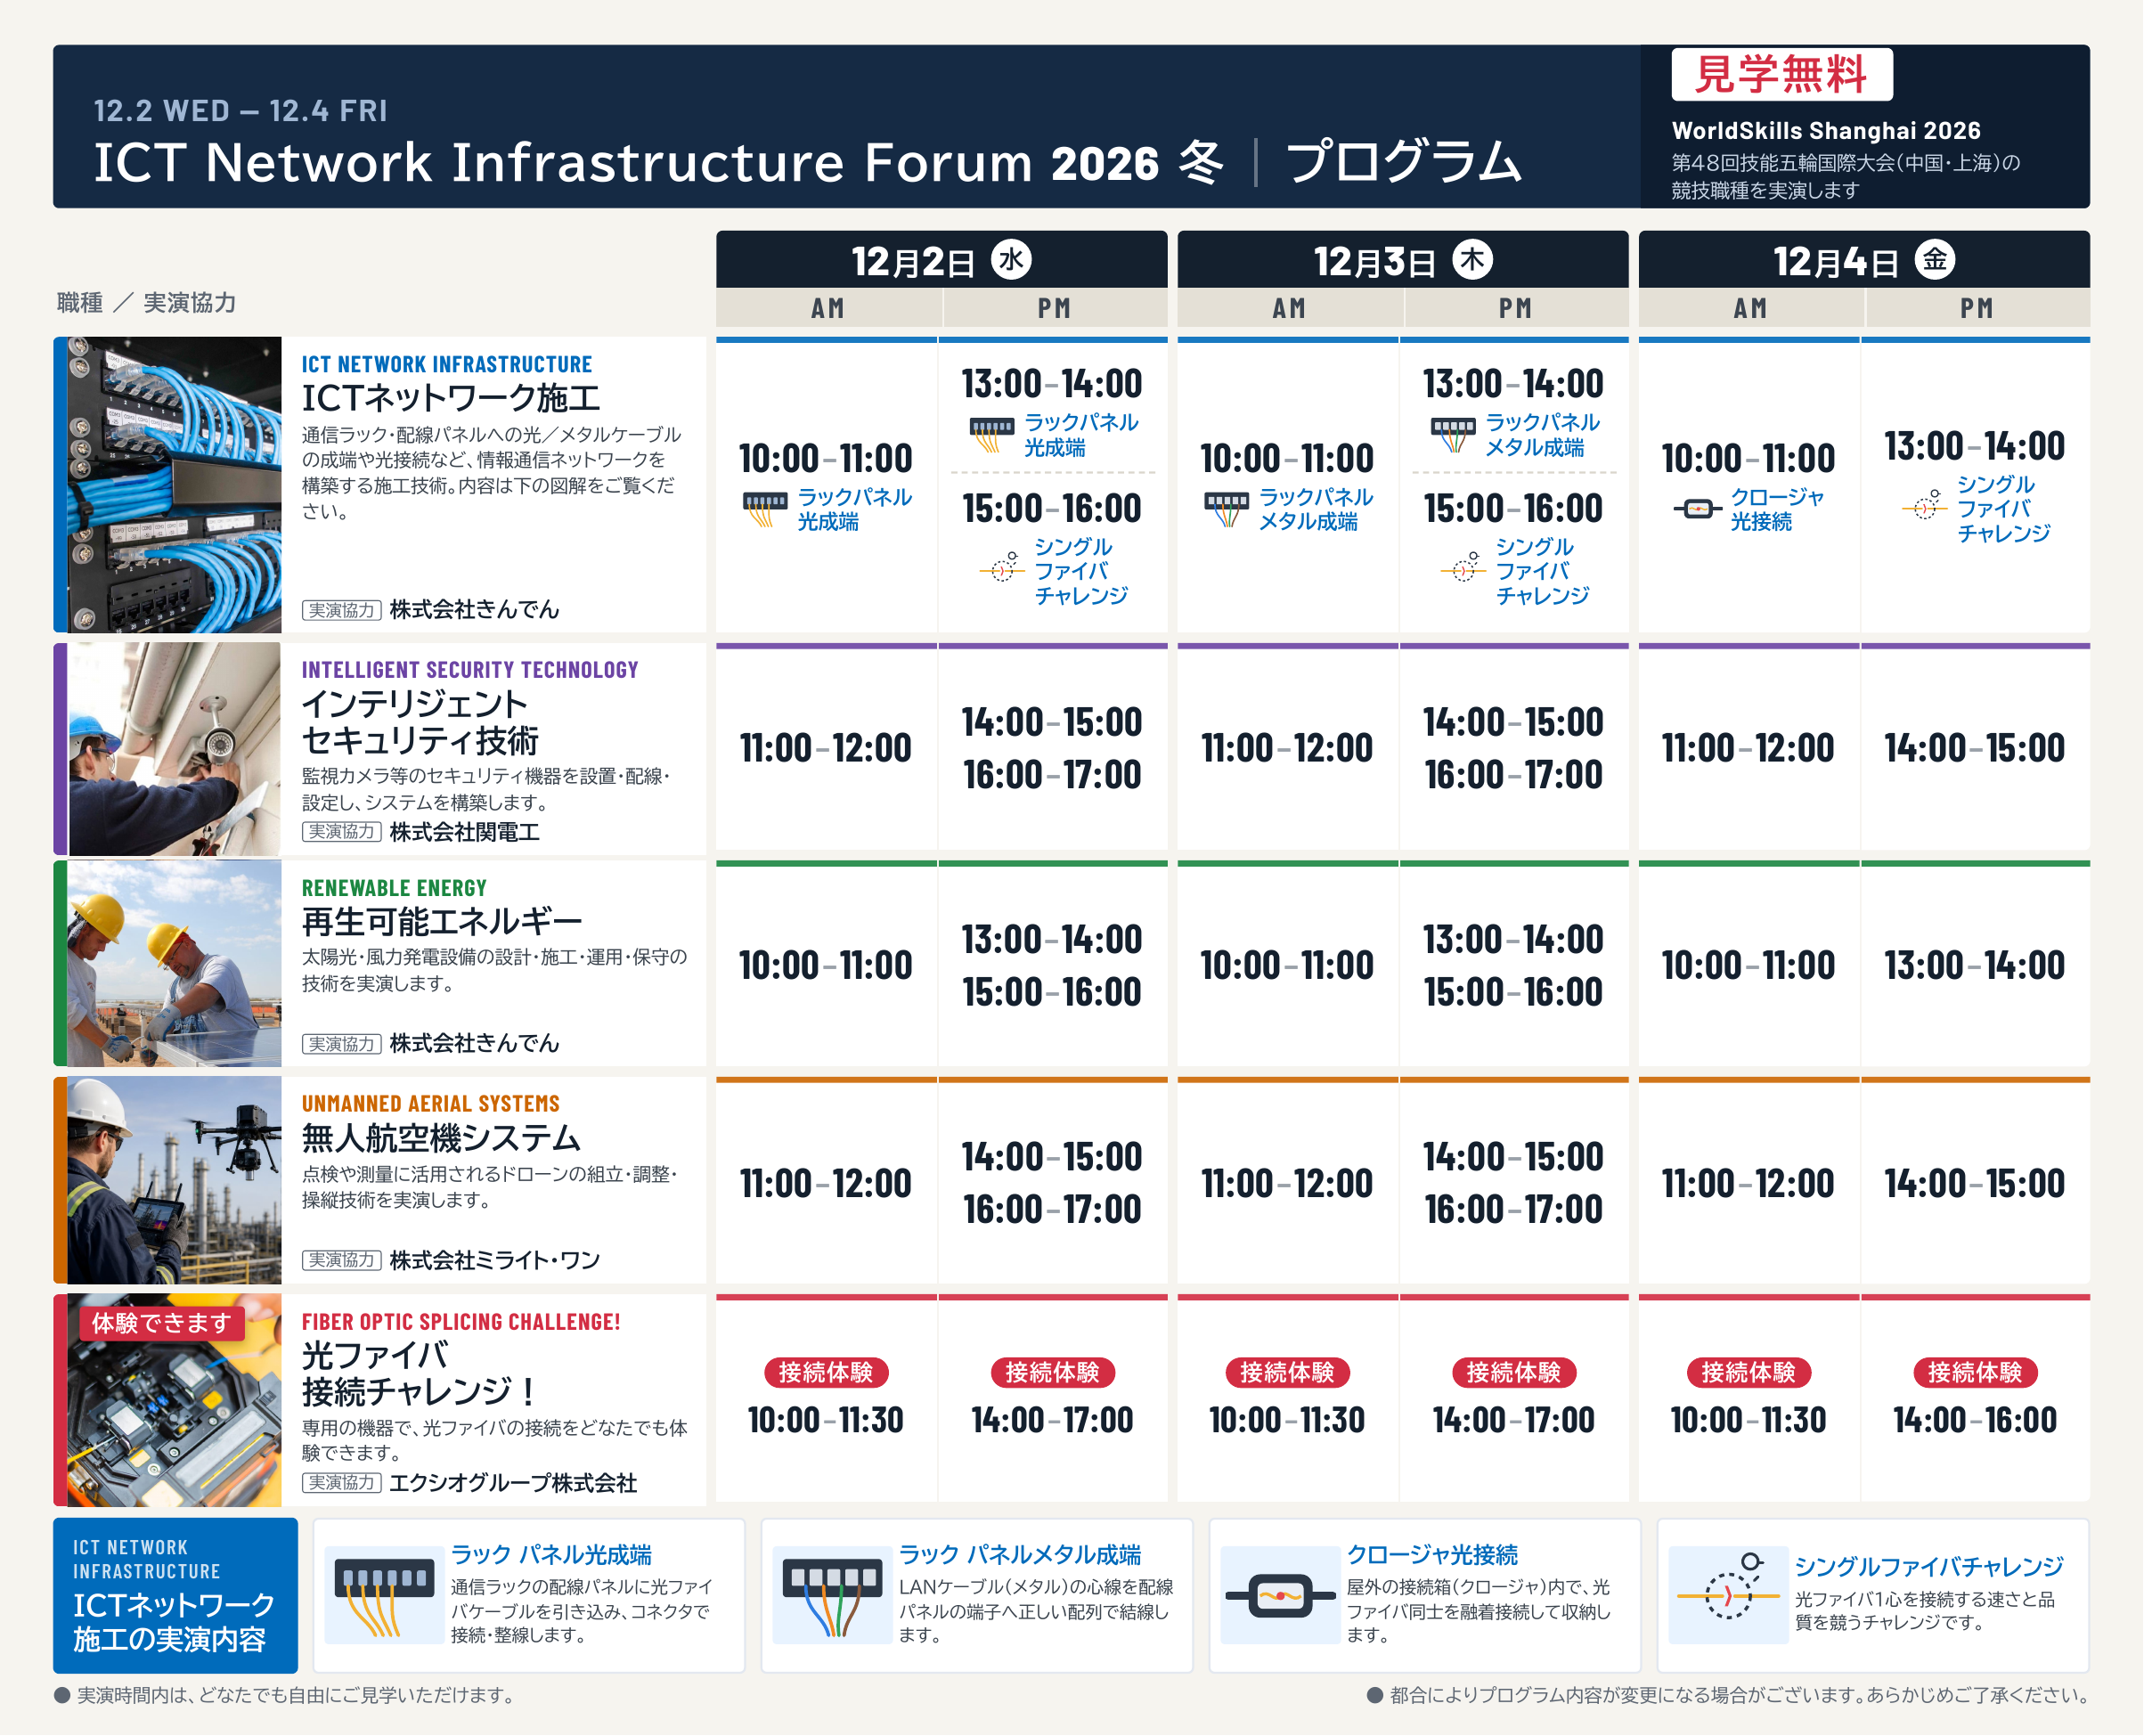 12.2 WED – 12.4 FRI
ICT Network Infrastructure Forum 2026 冬｜プログラム
見学無料
WorldSkills Shanghai 2026
第48回技能五輪国際大会（中国・上海）の
競技職種を実演します
職種 ／ 実演協力
12月2日 水
AM PM
12月3日 木
AM PM
12月4日 金
AM PM
ICT NETWORK INFRASTRUCTURE
ICTネットワーク施工
通信ラック・配線パネルへの光／メタルケーブル
の成端や光接続など、情報通信ネットワークを
構築する施工技術。内容は下の図解をご覧くだ
さい。
実演協力 株式会社きんでん
10:00–11:00
ラックパネル
光成端
13:00–14:00
ラックパネル
光成端
15:00–16:00
シングル
ファイバ
チャレンジ
10:00–11:00
ラックパネル
メタル成端
13:00–14:00
ラックパネル
メタル成端
15:00–16:00
シングル
ファイバ
チャレンジ
10:00–11:00
クロージャ
光接続
13:00–14:00
シングル
ファイバ
チャレンジ
INTELLIGENT SECURITY TECHNOLOGY
インテリジェント
セキュリティ技術
監視カメラ等のセキュリティ機器を設置・配線・
設定し、システムを構築します。
実演協力 株式会社関電工
11:00–12:00
14:00–15:00
16:00–17:00
11:00–12:00
14:00–15:00
16:00–17:00
11:00–12:00
14:00–15:00
RENEWABLE ENERGY
再生可能エネルギー
太陽光・風力発電設備の設計・施工・運用・保守の
技術を実演します。
実演協力 株式会社きんでん
10:00–11:00
13:00–14:00
15:00–16:00
10:00–11:00
13:00–14:00
15:00–16:00
10:00–11:00
13:00–14:00
UNMANNED AERIAL SYSTEMS
無人航空機システム
点検や測量に活用されるドローンの組立・調整・
操縦技術を実演します。
実演協力 株式会社ミライト・ワン
11:00–12:00
14:00–15:00
16:00–17:00
11:00–12:00
14:00–15:00
16:00–17:00
11:00–12:00
14:00–15:00
体験できます
FIBER OPTIC SPLICING CHALLENGE!
光ファイバ
接続チャレンジ！
専用の機器で、光ファイバの接続をどなたでも体
験できます。
実演協力 エクシオグループ株式会社
接続体験
10:00–11:30
接続体験
14:00–17:00
接続体験
10:00–11:30
接続体験
14:00–17:00
接続体験
10:00–11:30
接続体験
14:00–16:00
ICT NETWORK
INFRASTRUCTURE
ICTネットワーク
施工の実演内容
ラック パネル光成端
通信ラックの配線パネルに光ファイ
バケーブルを引き込み、コネクタで
接続・整線します。
ラック パネルメタル成端
LANケーブル（メタル）の心線を配線
パネルの端子へ正しい配列で結線し
ます。
クロージャ光接続
屋外の接続箱（クロージャ）内で、光
ファイバ同士を融着接続して収納し
ます。
シングルファイバチャレンジ
光ファイバ1心を接続する速さと品
質を競うチャレンジです。
● 実演時間内は、どなたでも自由にご見学いただけます。
● 都合によりプログラム内容が変更になる場合がございます。あらかじめご了承ください。